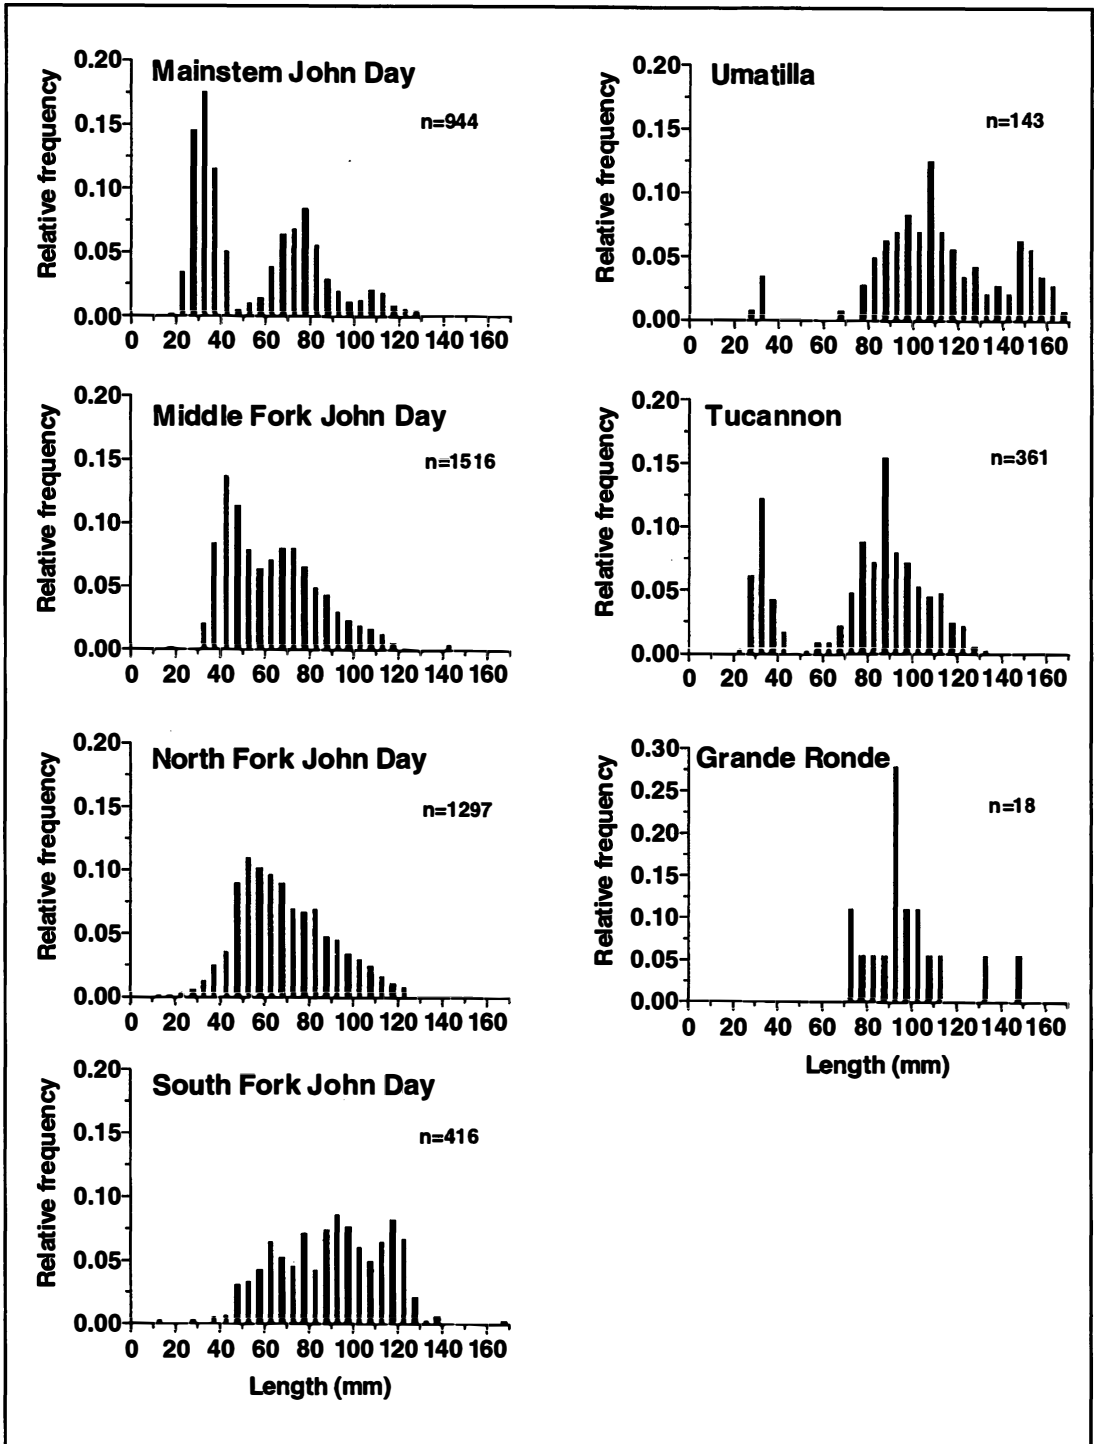 Mainstem John Day
n=944
Relative frequency
0.20
0.15
0.10
0.05
0.00
0 20 40 60 80 100 120 140 160
Umatilla
n=143
Relative frequency
0.20
0.15
0.10
0.05
0.00
0 20 40 60 80 100 120 140 160
Middle Fork John Day
n=1516
Relative frequency
0.20
0.15
0.10
0.05
0.00
0 20 40 60 80 100 120 140 160
Tucannon
n=361
Relative frequency
0.20
0.15
0.10
0.05
0.00
0 20 40 60 80 100 120 140 160
North Fork John Day
n=1297
Relative frequency
0.20
0.15
0.10
0.05
0.00
0 20 40 60 80 100 120 140 160
Grande Ronde
n=18
Relative frequency
0.30
0.25
0.20
0.15
0.10
0.05
0.00
0 20 40 60 80 100 120 140 160
Length (mm)
South Fork John Day
n=416
Relative frequency
0.20
0.15
0.10
0.05
0.00
0 20 40 60 80 100 120 140 160
Length (mm)